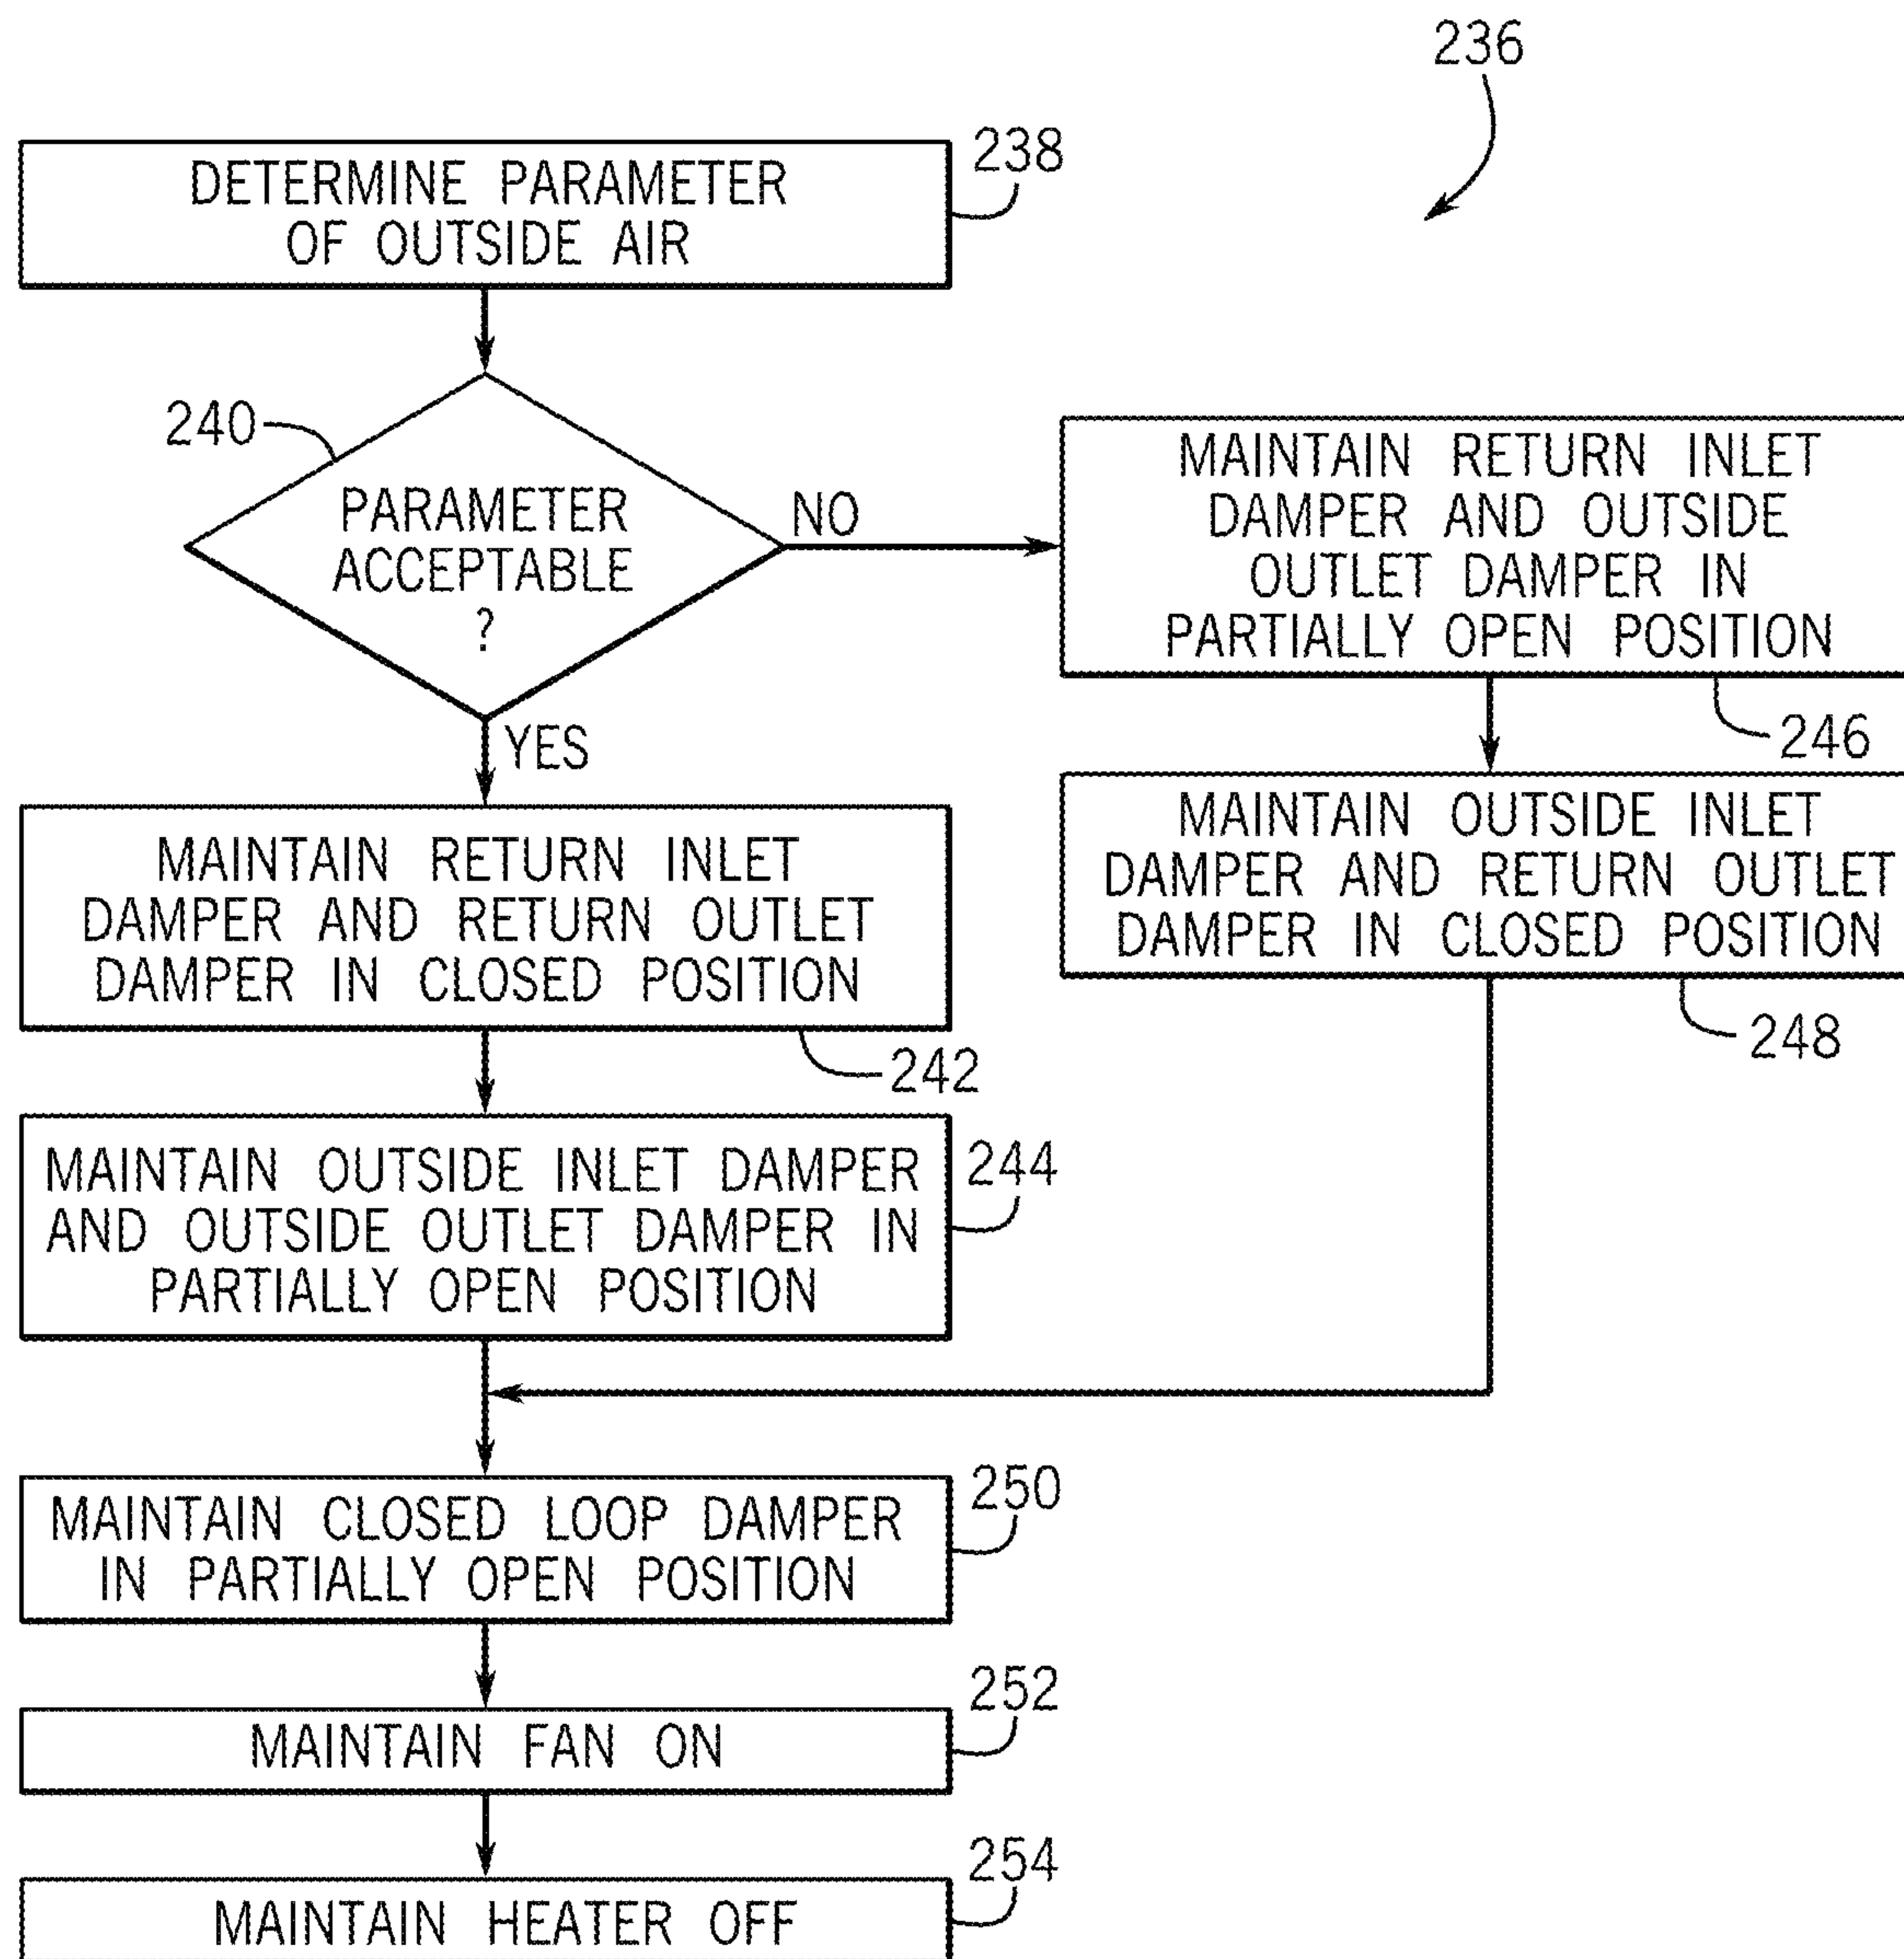 236
DETERMINE PARAMETER
OF OUTSIDE AIR
238
240
PARAMETER
ACCEPTABLE
?
NO
YES
MAINTAIN RETURN INLET
DAMPER AND OUTSIDE
OUTLET DAMPER IN
PARTIALLY OPEN POSITION
246
MAINTAIN OUTSIDE INLET
DAMPER AND RETURN OUTLET
DAMPER IN CLOSED POSITION
248
MAINTAIN RETURN INLET
DAMPER AND RETURN OUTLET
DAMPER IN CLOSED POSITION
242
MAINTAIN OUTSIDE INLET DAMPER
AND OUTSIDE OUTLET DAMPER IN
PARTIALLY OPEN POSITION
244
MAINTAIN CLOSED LOOP DAMPER
IN PARTIALLY OPEN POSITION
250
MAINTAIN FAN ON
252
MAINTAIN HEATER OFF
254